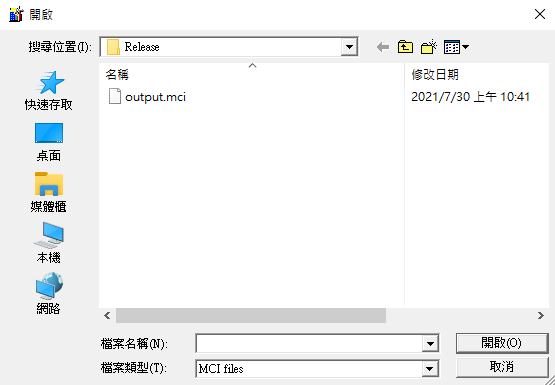 開啟
搜尋位置(I):
Release
名稱
修改日期
output.mci
2021/7/30 上午 10:41
快速存取
桌面
媒體櫃
本機
網路
檔案名稱(N):
開啟(O)
檔案類型(T):
MCI files
取消